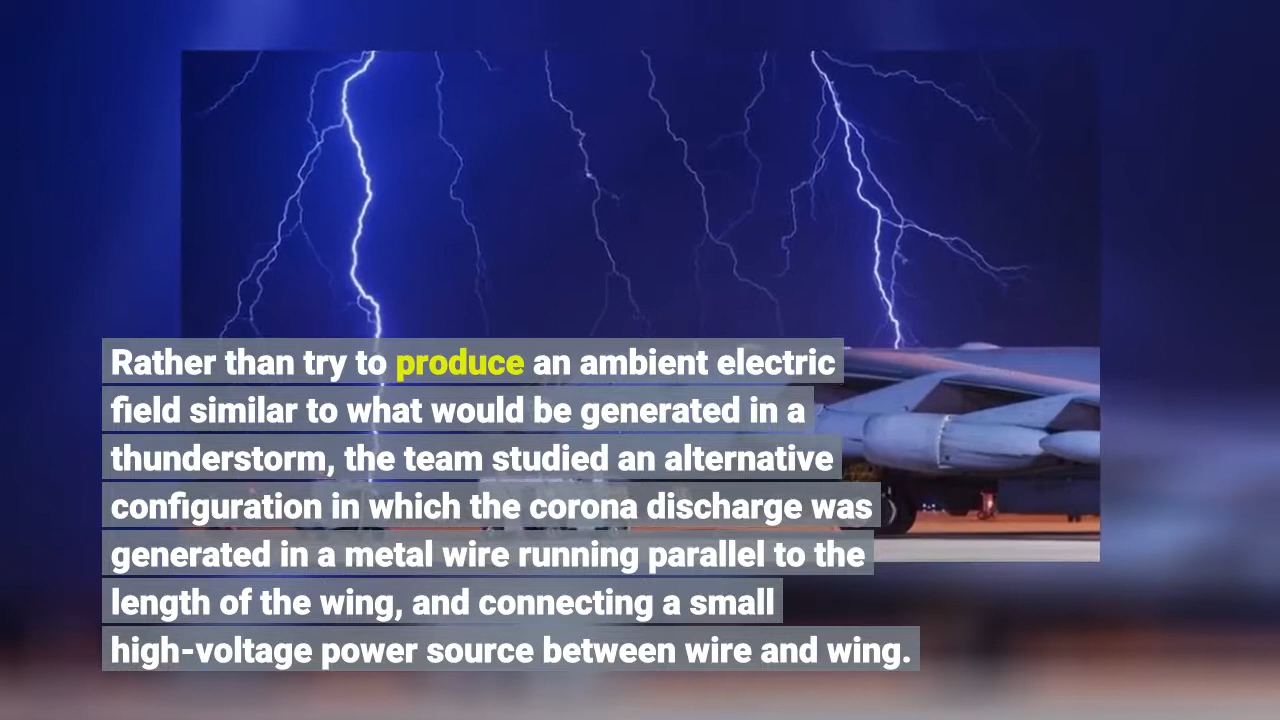 Rather than try to produce an ambient electric
field similar to what would be generated in a
thunderstorm, the team studied an alternative
configuration in which the corona discharge was
generated in a metal wire running parallel to the
length of the wing, and connecting a small
high-voltage power source between wire and wing.